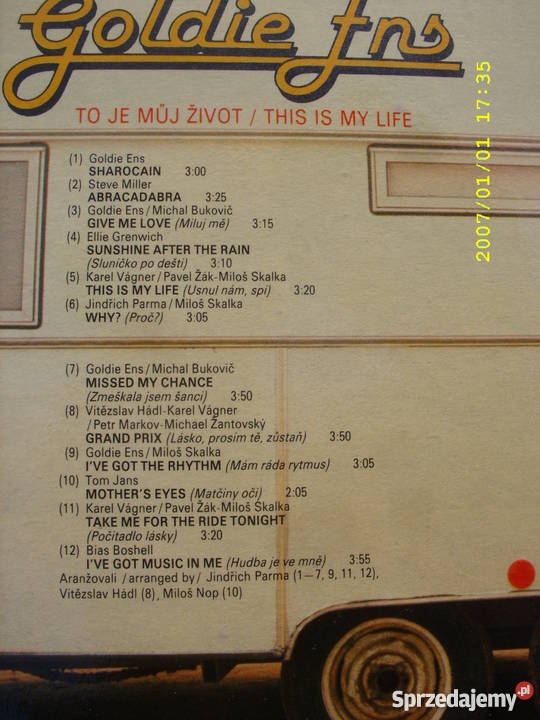 Goldie Ens
TO JE MŮJ ŽIVOT / THIS IS MY LIFE
(1) Goldie Ens
SHAROCAIN 3:00
(2) Steve Miller
ABRACADABRA 3:25
(3) Goldie Ens / Michal Bukovič
GIVE ME LOVE (Miluj mě) 3:15
(4) Ellie Grenwich
SUNSHINE AFTER THE RAIN
(Sluníčko po dešti) 3:10
(5) Karel Vágner / Pavel Žák-Miloš Skalka
THIS IS MY LIFE (Usnul nám, spí) 3:20
(6) Jindřich Parma / Miloš Skalka
WHY? (Proč?) 3:05
(7) Goldie Ens / Michal Bukovič
MISSED MY CHANCE
(Zmeškala jsem šanci) 3:50
(8) Vítězslav Hádl-Karel Vágner
/ Petr Markov-Michael Žantovský
GRAND PRIX (Lásko, prosím tě, zůstaň) 3:50
(9) Goldie Ens / Miloš Skalka
I'VE GOT THE RHYTHM (Mám ráda rytmus) 3:05
(10) Tom Jans
MOTHER'S EYES (Matčiny oči) 2:05
(11) Karel Vágner / Pavel Žák-Miloš Skalka
TAKE ME FOR THE RIDE TONIGHT
(Počitadlo lásky) 3:20
(12) Bias Boshell
I'VE GOT MUSIC IN ME (Hudba je ve mně) 3:55
Aranžovali / arranged by / Jindřich Parma (1—7, 9, 11, 12),
Vítězslav Hádl (8), Miloš Nop (10)
2007/01/01 17:35
Sprzedajemy.pl